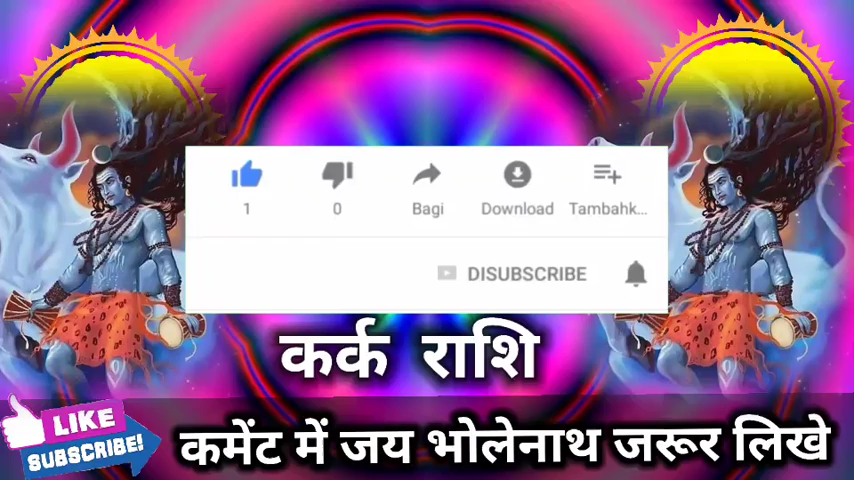 1
0
Bagi
Download
Tambahk...
DISUBSCRIBE
कर्क राशि
LIKE
SUBSCRIBE!
कमेंट में जय भोलेनाथ जरूर लिखे